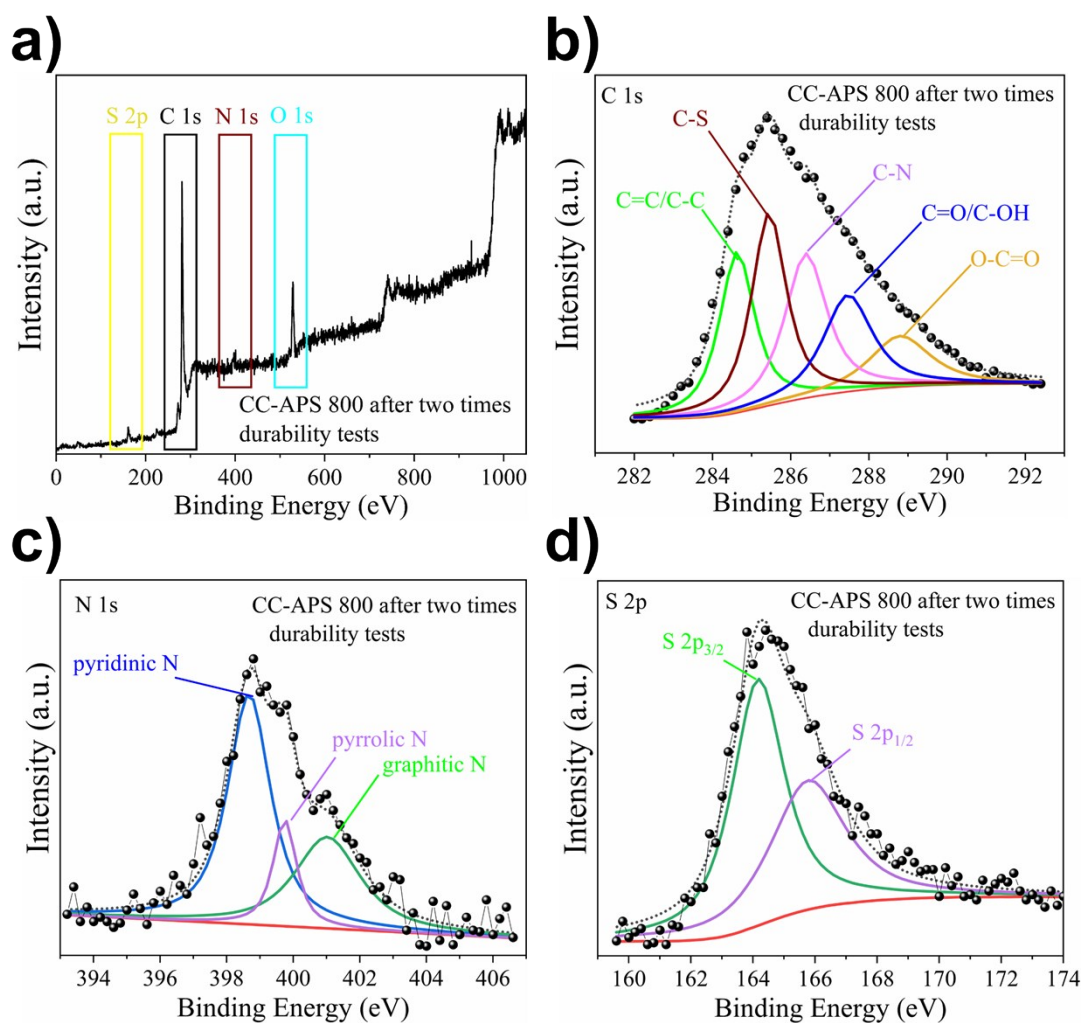 a)
S 2p C 1s N 1s O 1s
CC-APS 800 after two times
durability tests
Intensity (a.u.)
0 200 400 600 800 1000
Binding Energy (eV)
b)
C 1s
CC-APS 800 after two times
durability tests
C-S
C-N
C=C/C-C
C=O/C-OH
O-C=O
Intensity (a.u.)
282 284 286 288 290 292
Binding Energy (eV)
c)
N 1s
CC-APS 800 after two times
durability tests
pyridinic N
pyrrolic N
graphitic N
Intensity (a.u.)
394 396 398 400 402 404 406
Binding Energy (eV)
d)
S 2p
CC-APS 800 after two times
durability tests
S 2p3/2
S 2p1/2
Intensity (a.u.)
160 162 164 166 168 170 172 174
Binding Energy (eV)